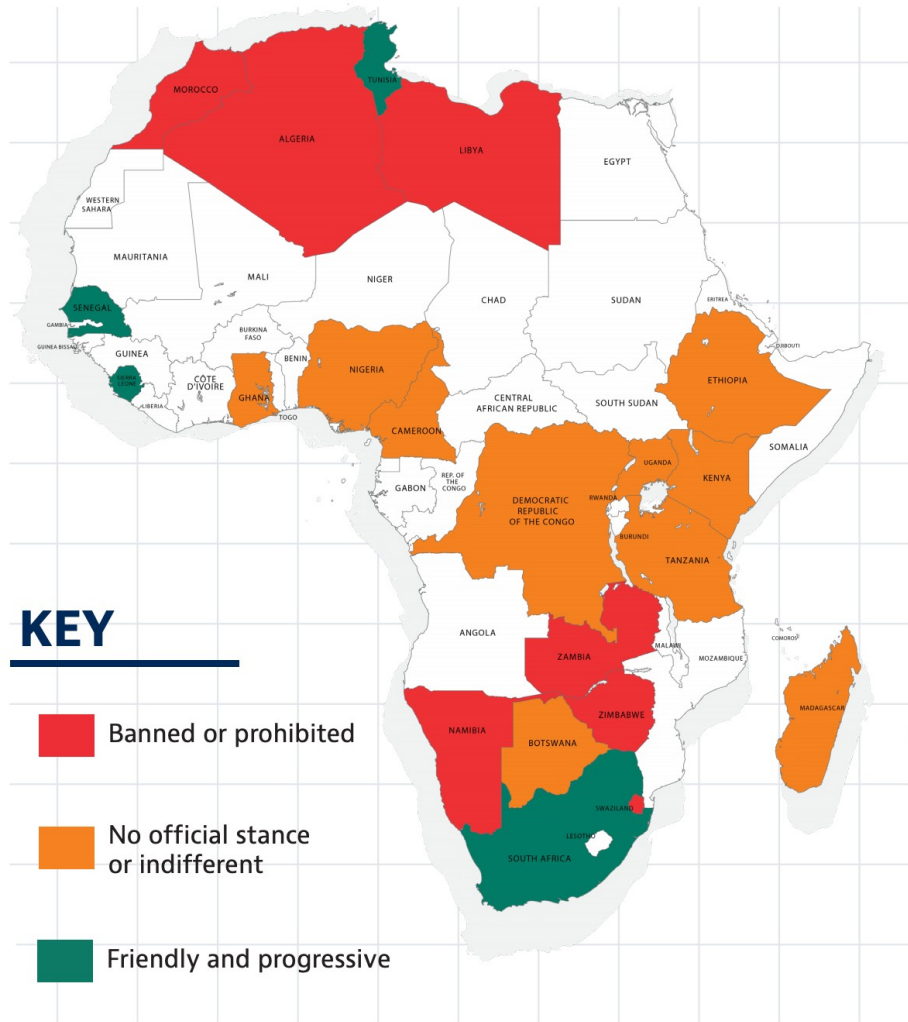 MOROCCO
TUNISIA
ALGERIA
LIBYA
EGYPT
WESTERN
SAHARA
MAURITANIA
MALI
NIGER
CHAD
SUDAN
ERITREA
SENEGAL
GAMBIA
GUINEA BISSAU
GUINEA
BURKINA
FASO
BENIN
NIGERIA
DJIBOUTI
ETHIOPIA
SIERRA
LEONE
CÔTE
D'IVOIRE
GHANA
LIBERIA
TOGO
CAMEROON
CENTRAL
AFRICAN REPUBLIC
SOUTH SUDAN
SOMALIA
GABON
REP. OF
THE
CONGO
UGANDA
KENYA
RWANDA
DEMOCRATIC
REPUBLIC
OF THE CONGO
BURUNDI
TANZANIA
KEY
ANGOLA
ZAMBIA
MALAWI
MOZAMBIQUE
COMOROS
MADAGASCAR
Banned or prohibited
NAMIBIA
ZIMBABWE
BOTSWANA
SWAZILAND
LESOTHO
SOUTH AFRICA
No official stance
or indifferent
Friendly and progressive